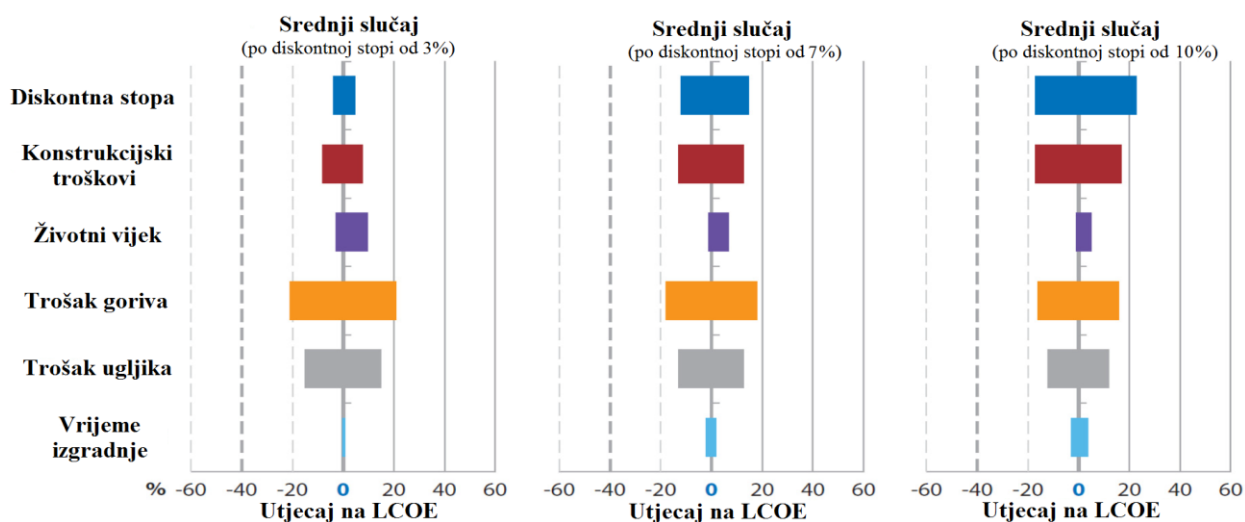 Srednji slučaj
(po diskontnoj stopi od 3%)
Srednji slučaj
(po diskontnoj stopi od 7%)
Srednji slučaj
(po diskontnoj stopi od 10%)
Diskontna stopa
Konstrukcijski
troškovi
Životni vijek
Trošak goriva
Trošak ugljika
Vrijeme
izgradnje
% -60 -40 -20 0 20 40 60
-60 -40 -20 0 20 40 60
-60 -40 -20 0 20 40 60
Utjecaj na LCOE
Utjecaj na LCOE
Utjecaj na LCOE